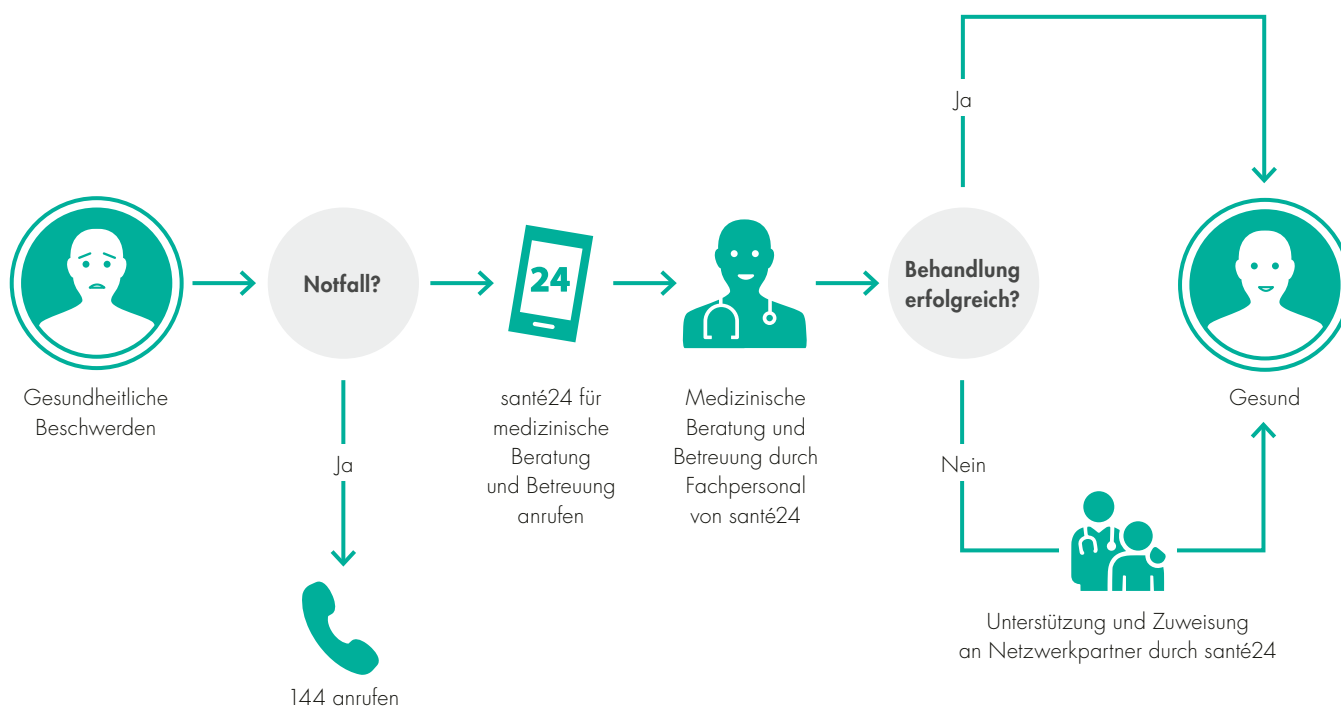 Ja
Notfall?
24
Behandlung
erfolgreich?
Gesundheitliche
Beschwerden
santé24 für
medizinische
Beratung
und Betreuung
anrufen
Medizinische
Beratung und
Betreuung durch
Fachpersonal
von santé24
Gesund
Ja
Nein
Unterstützung und Zuweisung
an Netzwerkpartner durch santé24
144 anrufen